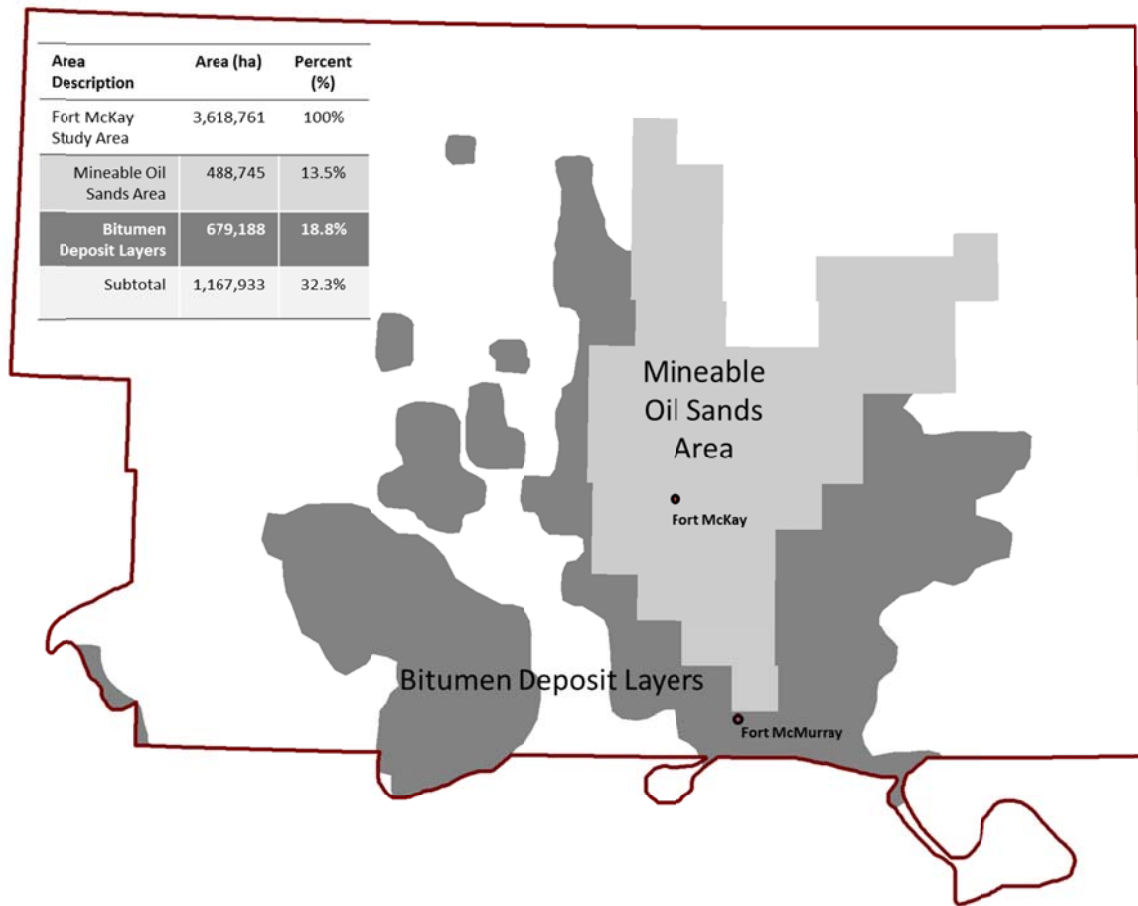 Area Description Area (ha) Percent (%)
Fort McKay Study Area 3,618,761 100%
Mineable Oil Sands Area 488,745 13.5%
Bitumen Deposit Layers 679,188 18.8%
Subtotal 1,167,933 32.3%
Mineable
Oil Sands
Area
Fort McKay
Bitumen Deposit Layers
Fort McMurray